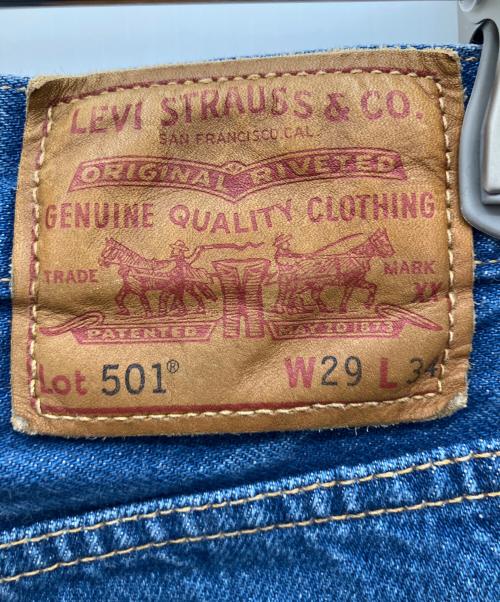 LEVI STRAUSS & CO.
SAN FRANCISCO, CAL.
ORIGINAL RIVETED
GENUINE QUALITY CLOTHING
TRADE MARK
XX
PATENTED MAY 20 1873
Lot 501® W29 L 34